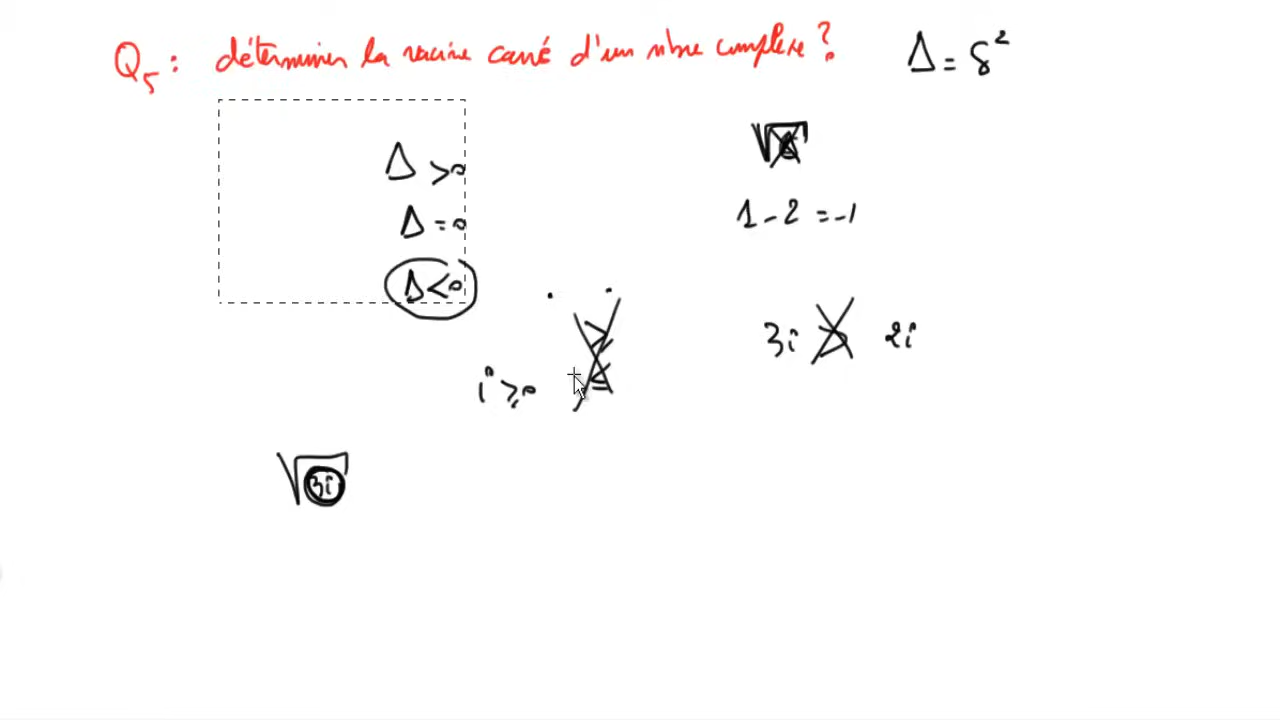 Q5 : déterminer la racine carré d'un nbre complexe ? Δ = δ²
Δ > 0
Δ = 0
1 - 2 = -1
Δ < 0
3i > 2i
i ≥ 0
√3i